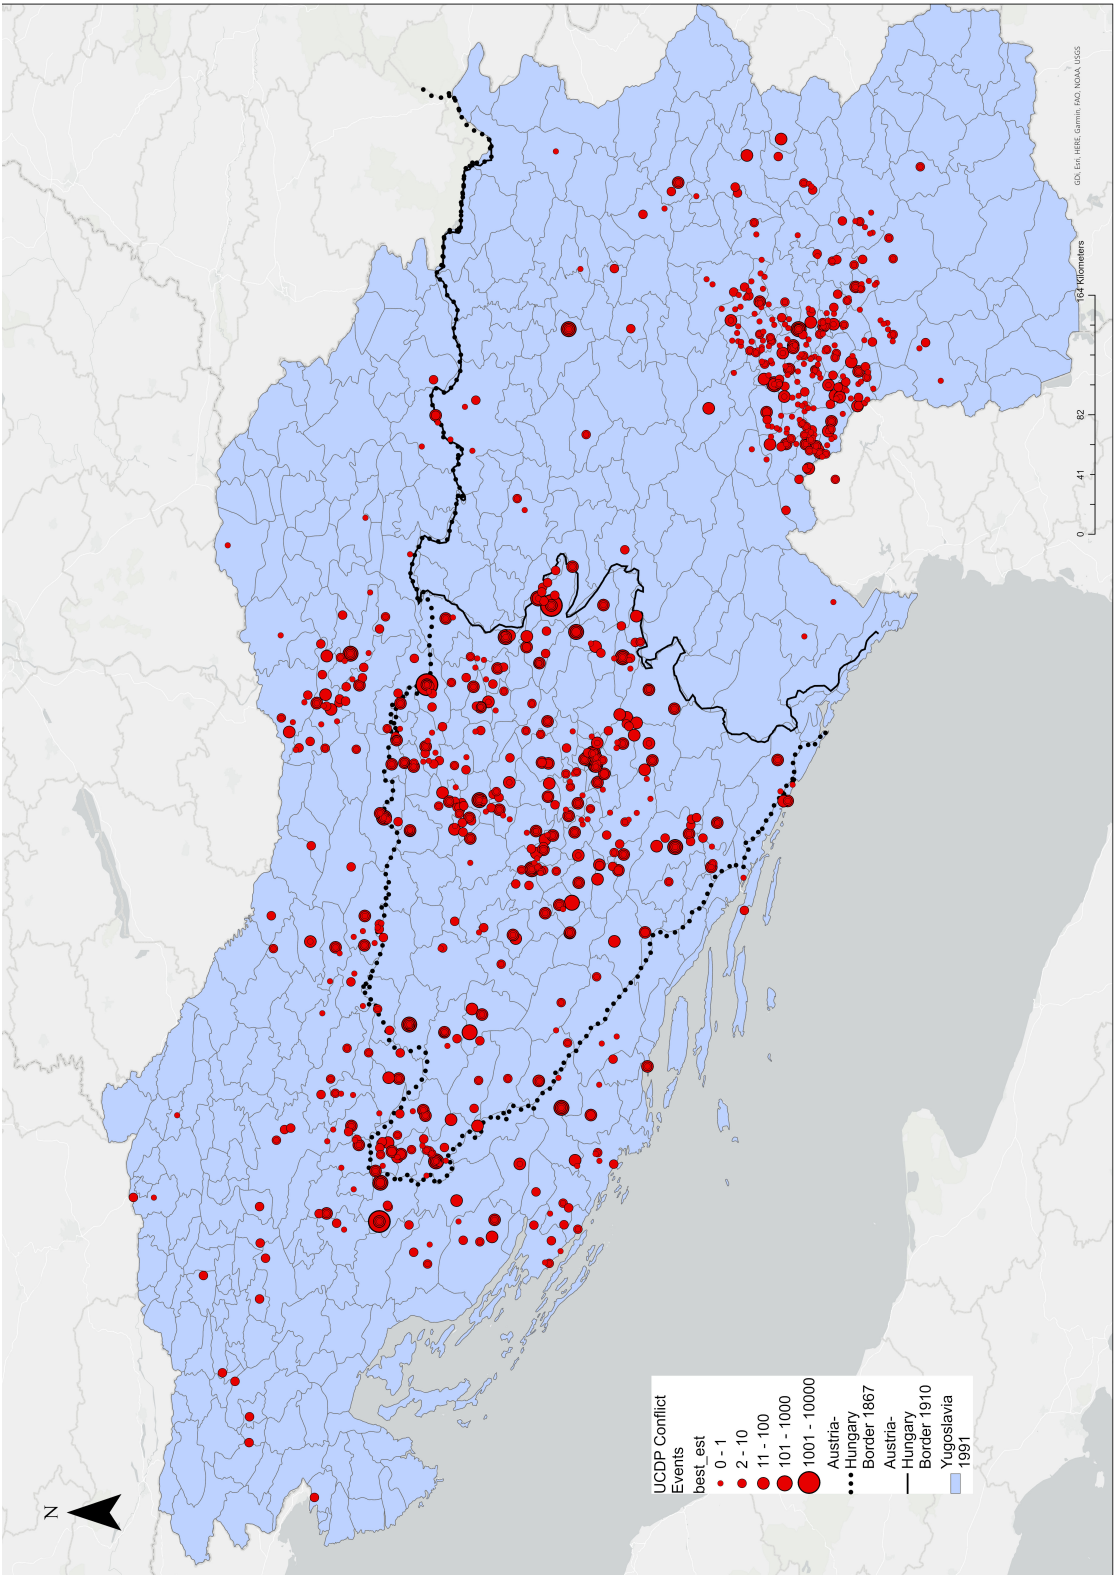 N
UCDP Conflict
Events
best_est
0 - 1
2 - 10
11 - 100
101 - 1000
1001 - 10000
Austria-
Hungary
Border 1867
Austria-
Hungary
Border 1910
Yugoslavia
1991
0 41 82 164 Kilometers
GDI, Esri, HERE, Garmin, FAO, NOAA, USGS